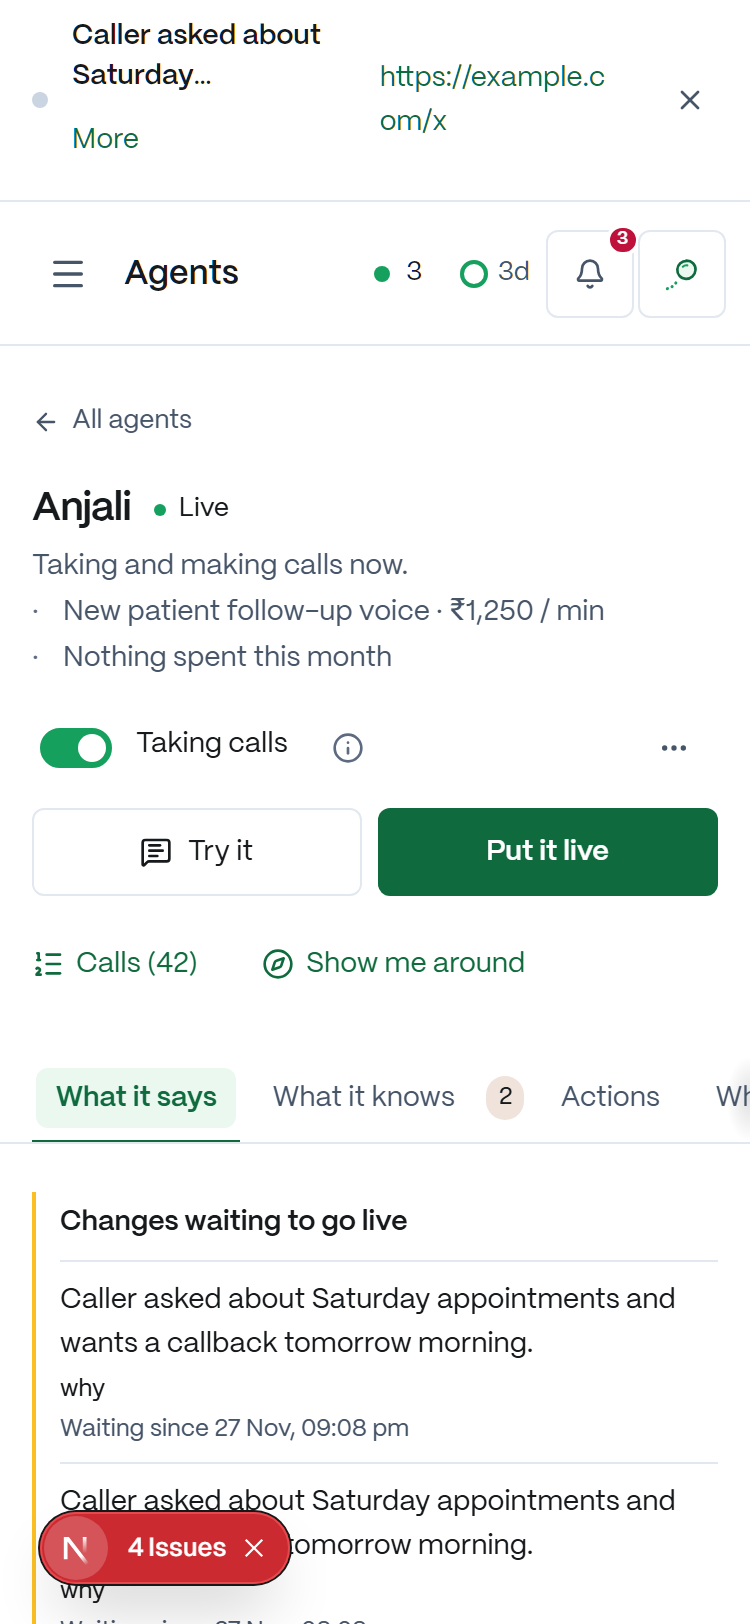 Caller asked about
Saturday...
More
https://example.c
om/x
Agents
3
3d
3
All agents
Anjali
Live
Taking and making calls now.
· New patient follow-up voice · ₹1,250 / min
· Nothing spent this month
Taking calls
Try it
Put it live
Calls (42)
Show me around
What it says
What it knows
2
Actions
Wh
Changes waiting to go live
Caller asked about Saturday appointments and
wants a callback tomorrow morning.
why
Waiting since 27 Nov, 09:08 pm
Caller asked about Saturday appointments and
tomorrow morning.
4 Issues
why